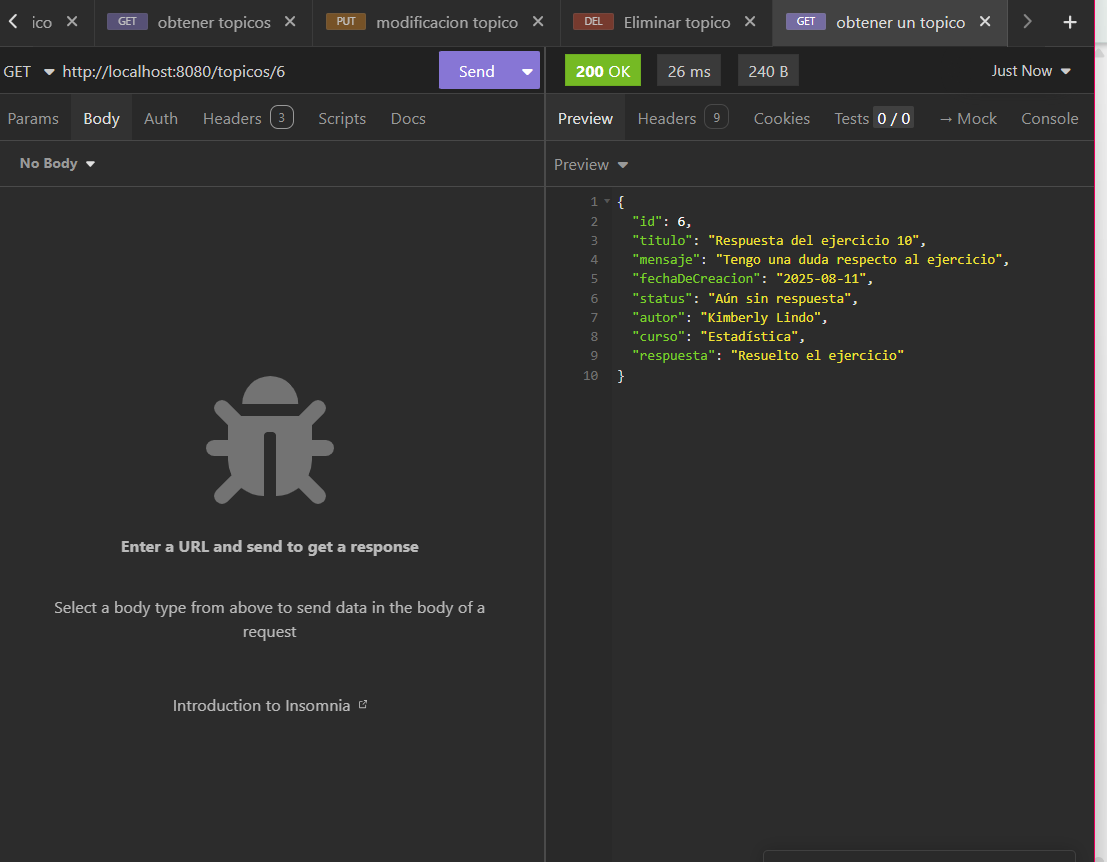 ico GET obtener topicos PUT modificacion topico DEL Eliminar topico GET obtener un topico
GET http://localhost:8080/topicos/6 Send 200 OK 26 ms 240 B Just Now
Params Body Auth Headers 3 Scripts Docs Preview Headers 9 Cookies Tests 0 / 0 → Mock Console
No Body Preview
1 {
2 "id": 6,
3 "titulo": "Respuesta del ejercicio 10",
4 "mensaje": "Tengo una duda respecto al ejercicio",
5 "fechaDeCreacion": "2025-08-11",
6 "status": "Aún sin respuesta",
7 "autor": "Kimberly Lindo",
8 "curso": "Estadística",
9 "respuesta": "Resuelto el ejercicio"
10 }
Enter a URL and send to get a response
Select a body type from above to send data in the body of a
request
Introduction to Insomnia